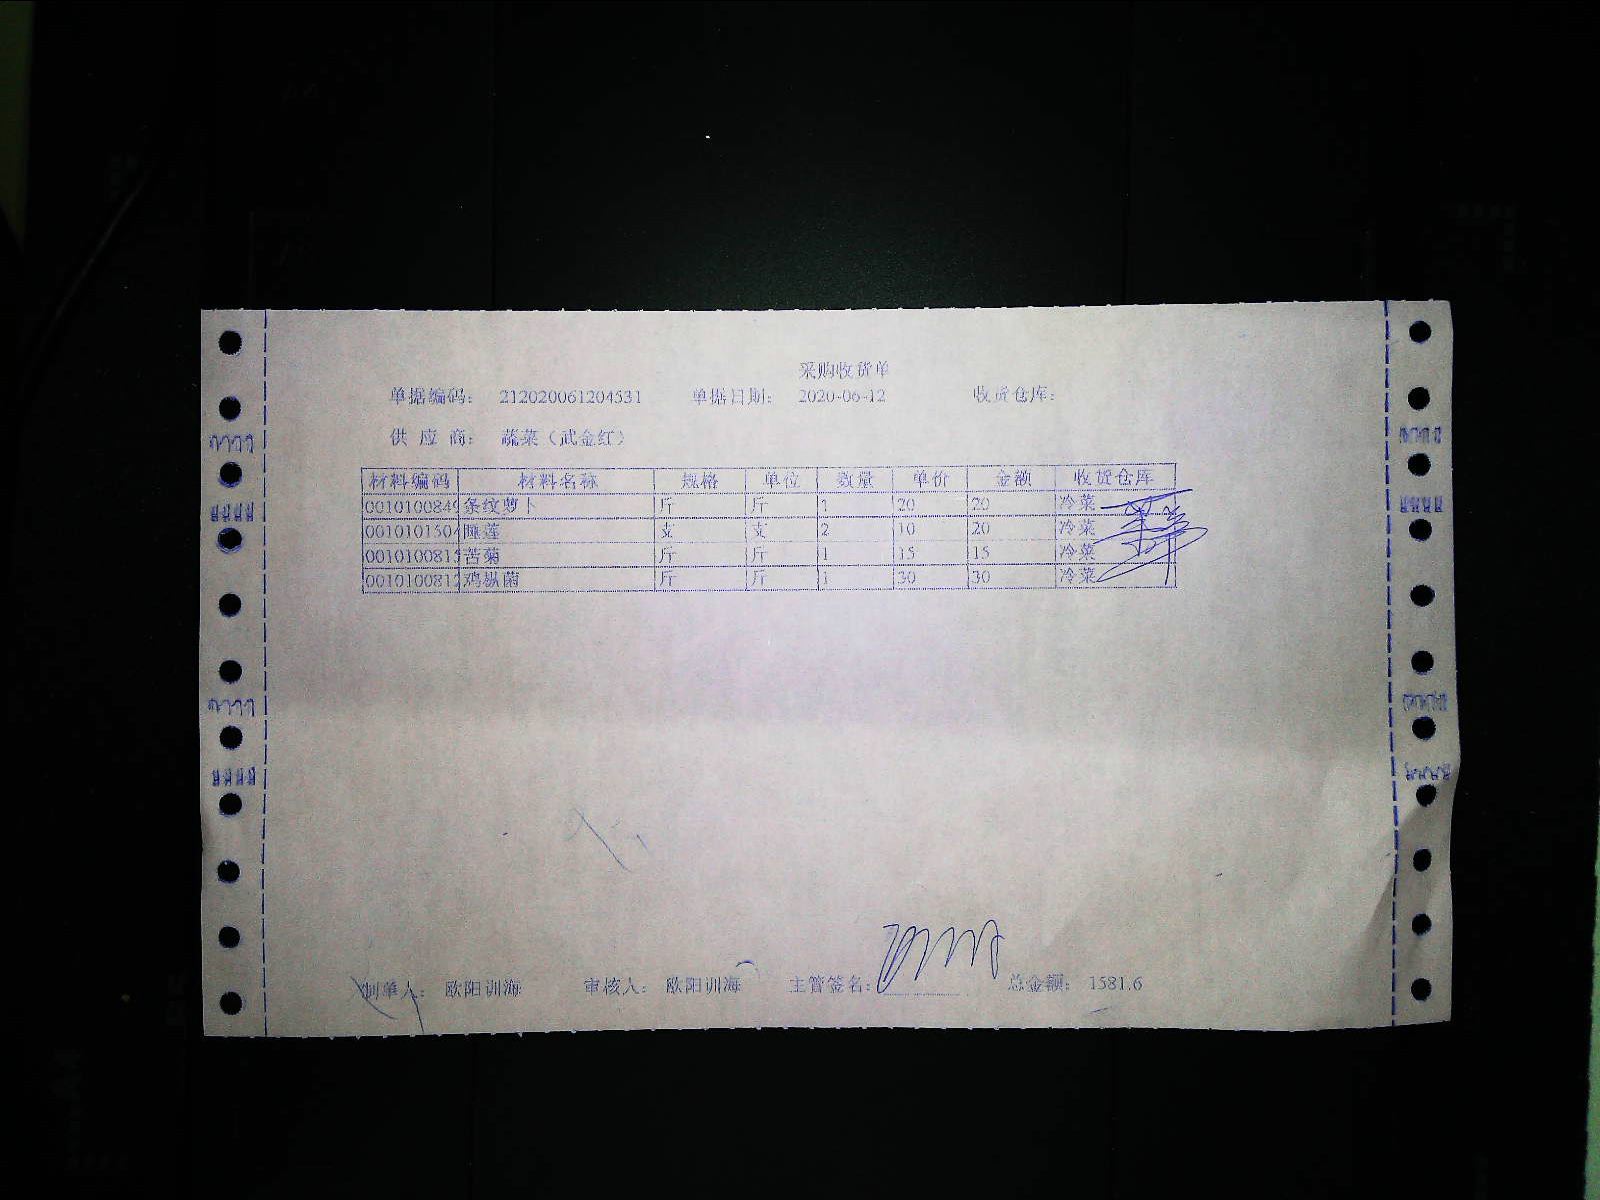 采购收货单
单据编码: 212020061204531 单据日期: 2020-06-12 收货仓库:
供 应 商: 蔬菜（武金红）
材料编码 材料名称 规格 单位 数量 单价 金额 收货仓库
0010100849 条纹萝卜 斤 斤 1 20 20 冷菜
001010130 睡莲 支 支 2 10 20 冷菜
001010081 苦菊 斤 斤 1 15 15 冷菜
001010081 鸡枞菌 斤 斤 1 30 30 冷菜
制单人: 欧阳训海 审核人: 欧阳训海 主管签名: 总金额: 1581.6